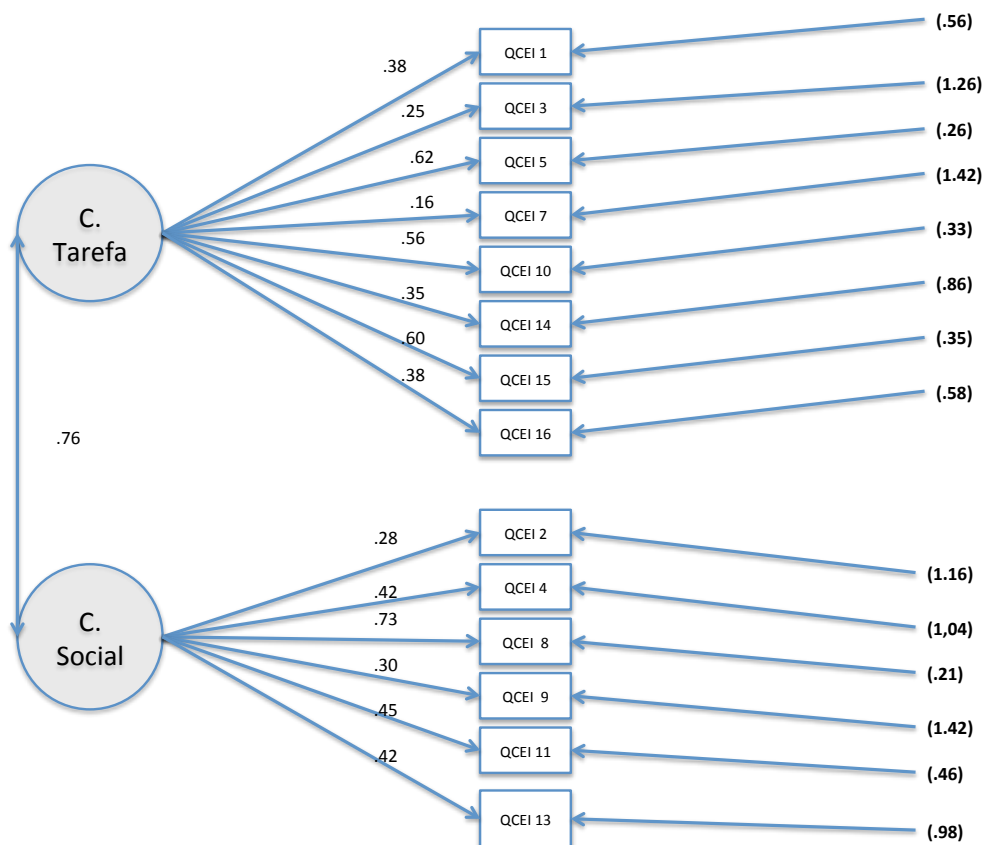 (.56)
QCEI 1
.38
(1.26)
QCEI 3
.25
(.26)
QCEI 5
.62
(1.42)
QCEI 7
.16
C.
Tarefa
(.33)
.56
QCEI 10
(.86)
.35
QCEI 14
(.35)
.60
QCEI 15
.38
(.58)
QCEI 16
.76
QCEI 2
.28
(1.16)
QCEI 4
.42
.73
C.
Social
(1,04)
QCEI 8
(.21)
.30
QCEI 9
(1.42)
.45
QCEI 11
.42
(.46)
QCEI 13
(.98)